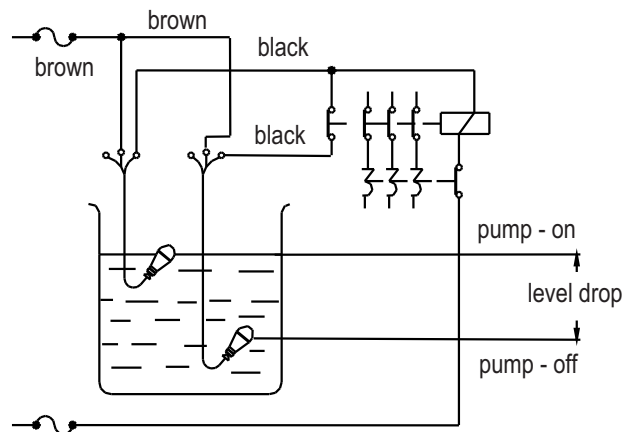 brown
brown
black
black
pump - on
level drop
pump - off